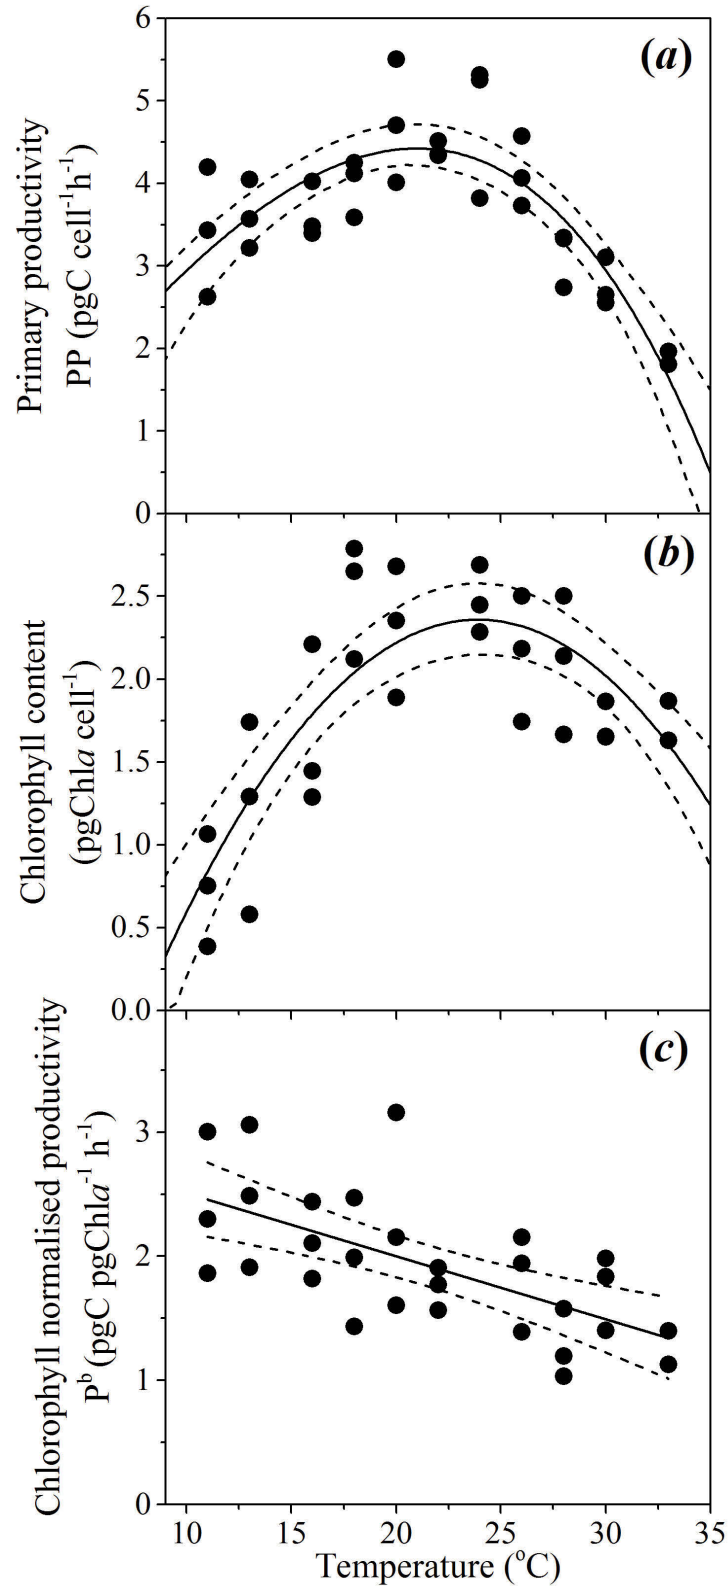 (a)
Primary productivity
PP (pgC cell⁻¹h⁻¹)
6
5
4
3
2
1
0
(b)
Chlorophyll content
(pgChla cell⁻¹)
2.5
2.0
1.5
1.0
0.5
0.0
(c)
Chlorophyll normalised productivity
Pᵇ (pgC pgChla⁻¹ h⁻¹)
3
2
1
0
10 15 20 25 30 35
Temperature (°C)